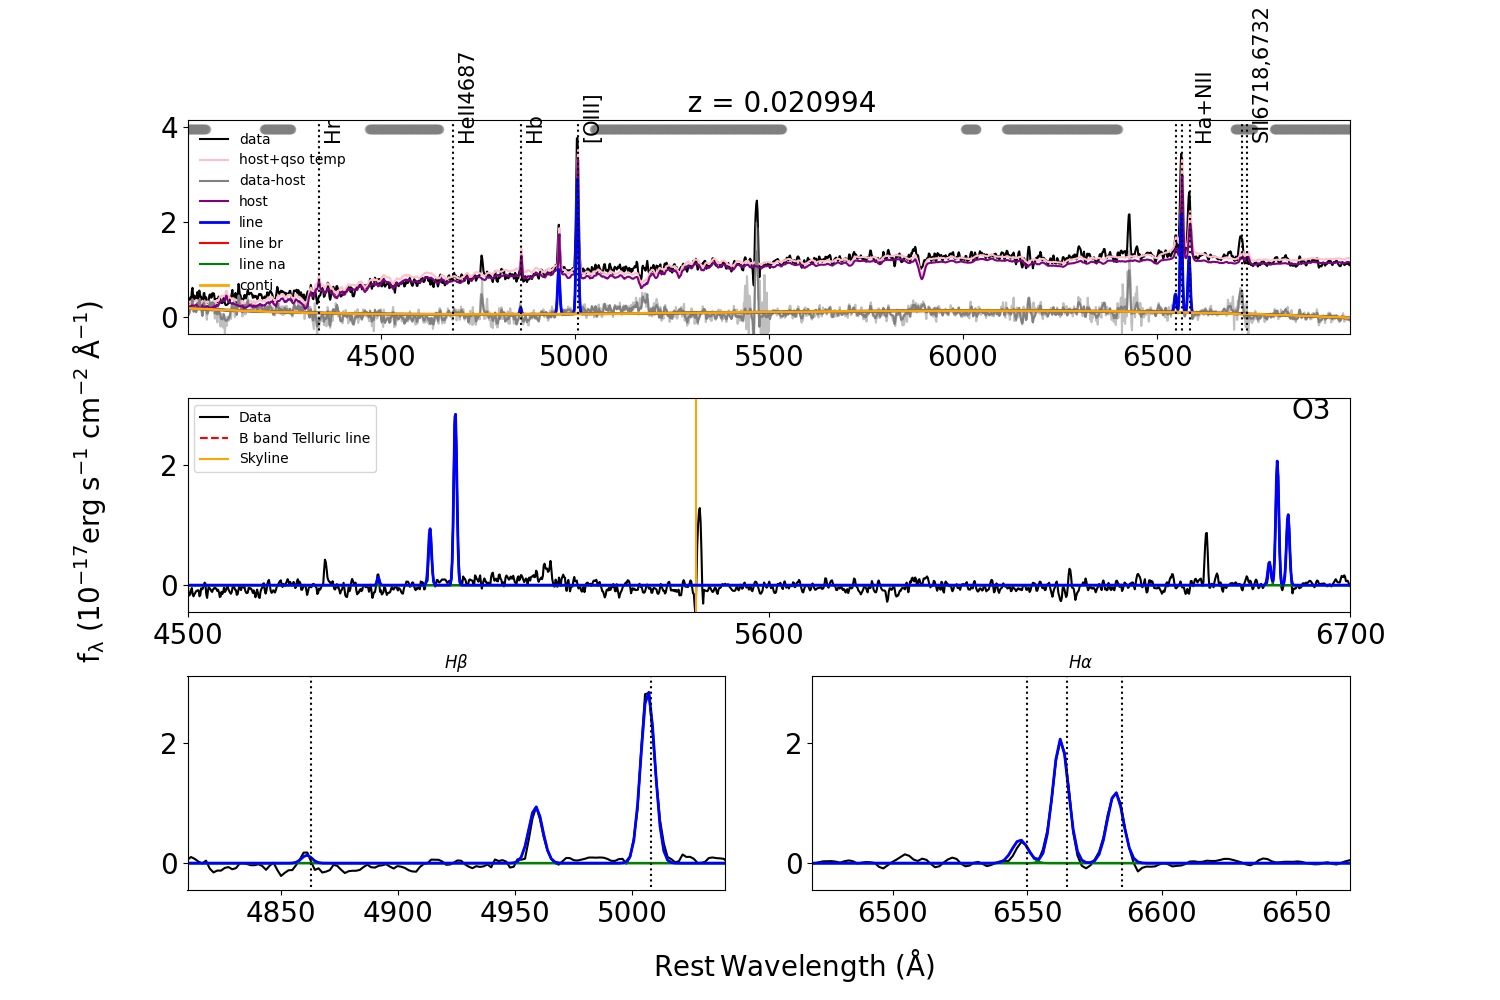 z = 0.020994
Hr
HeII4687
Hb
[OIII]
Ha+NII
SII6718,6732
4
2
0
data
host+qso temp
data-host
host
line
line br
line na
conti
4500 5000 5500 6000 6500
fλ (10⁻¹⁷erg s⁻¹ cm⁻² Å⁻¹)
O3
2
0
Data
B band Telluric line
Skyline
4500 5600 6700
Hβ
2
0
4850 4900 4950 5000
Hα
2
0
6500 6550 6600 6650
Rest Wavelength (Å)